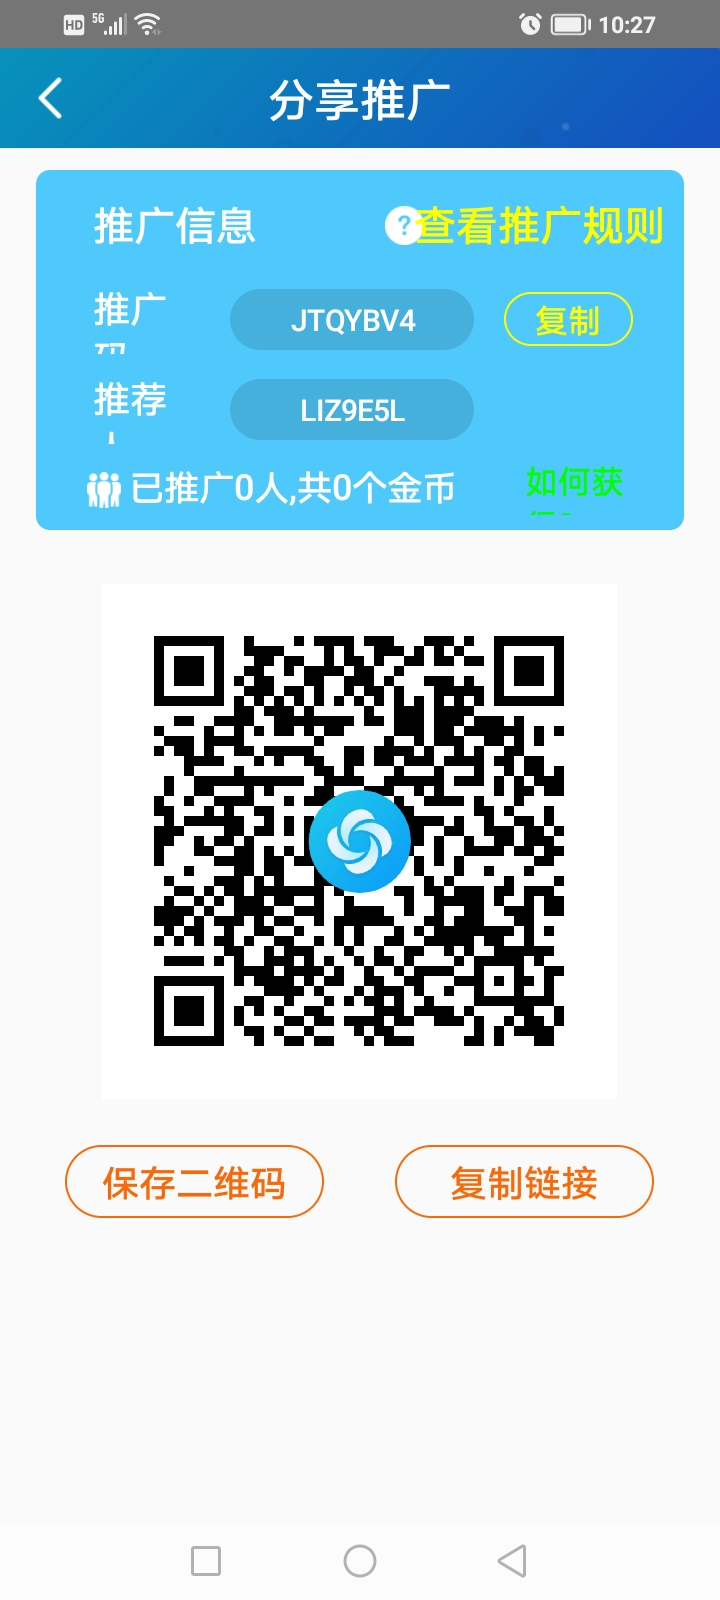 HD 5G 10:27
分享推广
推广信息 ?查看推广规则
推广 JTQYBV4 复制
推荐 LIZ9E5L
已推广0人,共0个金币 如何获
保存二维码 复制链接